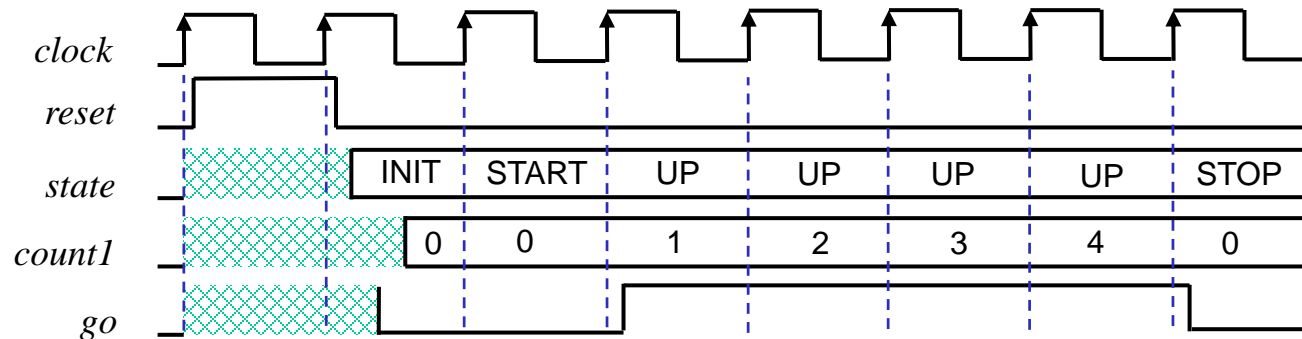 clock
reset
state INIT START UP UP UP UP STOP
count1 0 0 1 2 3 4 0
go